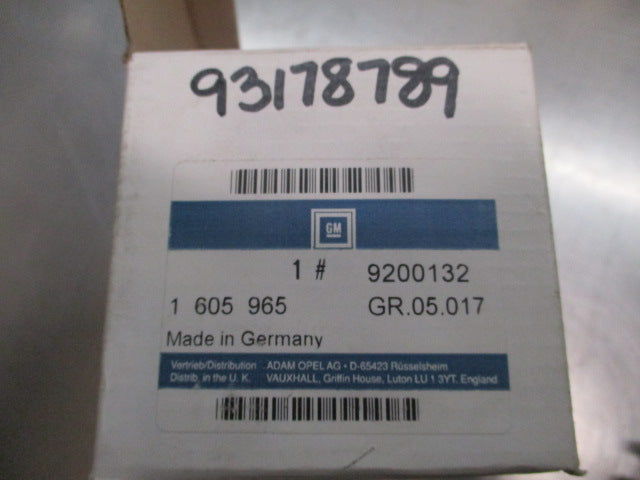 93178789
GM
1 # 9200132
1 605 965 GR.05.017
Made in Germany
Vertrieb/Distribution ADAM OPEL AG • D-65423 Rüsselsheim
Distrib. in the U. K. VAUXHALL, Griffin House, Luton LU 1 3YT. England